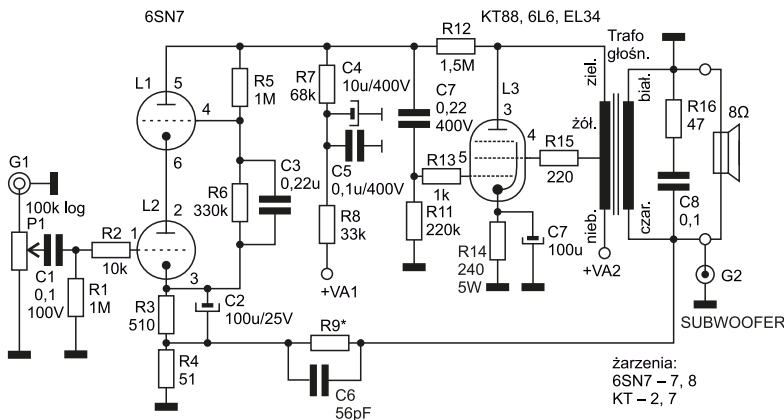 6SN7
KT88, 6L6, EL34
R12
1,5M
Trafo
głośn.
L1
5
4
6
R5
1M
R7
68k
C4
10u/400V
C7
0,22
400V
L3
3
4
5
ziel.
żół.
nieb.
biał.
czar.
R15
220
R16
47
8Ω
C8
0,1
G1
100k log
P1
C1
0,1
100V
R2
10k
R1
1M
L2
2
1
3
R6
330k
C3
0,22u
C5
0,1u/400V
R8
33k
+VA1
R13
1k
R11
220k
R14
240
5W
C7
100u
+VA2
G2
SUBWOOFER
R3
510
C2
100u/25V
R4
51
R9*
C6
56pF
żarzenia:
6SN7 – 7, 8
KT – 2, 7